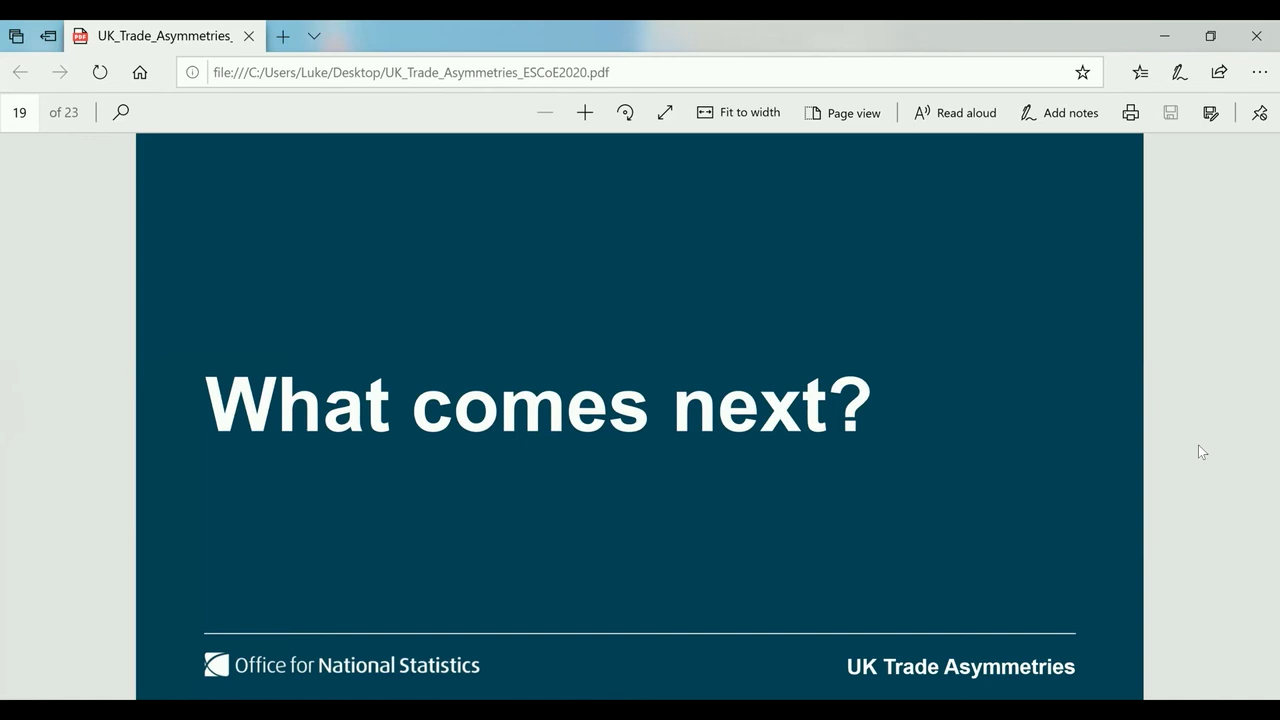 UK_Trade_Asymmetries_
file:///C:/Users/Luke/Desktop/UK_Trade_Asymmetries_ESCoE2020.pdf
19 of 23 Fit to width Page view Read aloud Add notes
What comes next?
Office for National Statistics
UK Trade Asymmetries